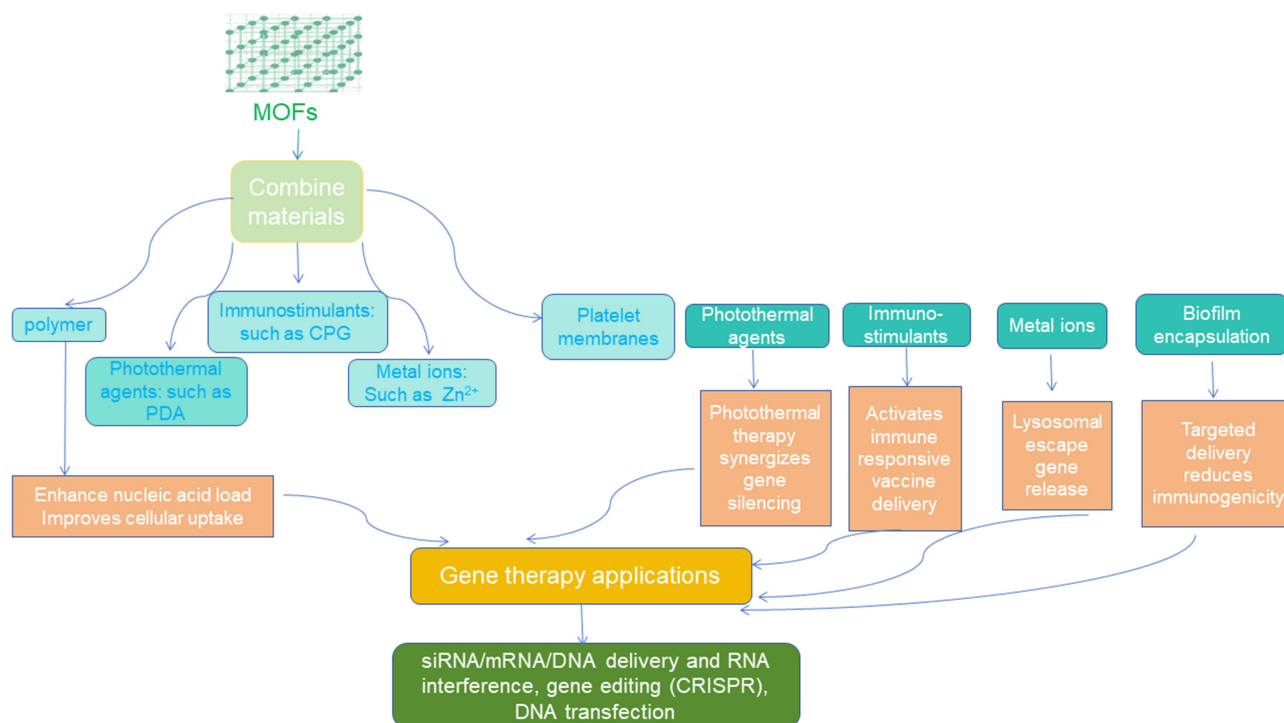 MOFs
Combine
materials
polymer
Photothermal
agents: such as
PDA
Immunostimulants:
such as CPG
Metal ions:
Such as Zn²⁺
Platelet
membranes
Photothermal
agents
Immuno-
stimulants
Metal ions
Biofilm
encapsulation
Enhance nucleic acid load
Improves cellular uptake
Photothermal
therapy
synergizes
gene
silencing
Activates
immune
responsive
vaccine
delivery
Lysosomal
escape
gene
release
Targeted
delivery
reduces
immunogenicity
Gene therapy applications
siRNA/mRNA/DNA delivery and RNA
interference, gene editing (CRISPR),
DNA transfection